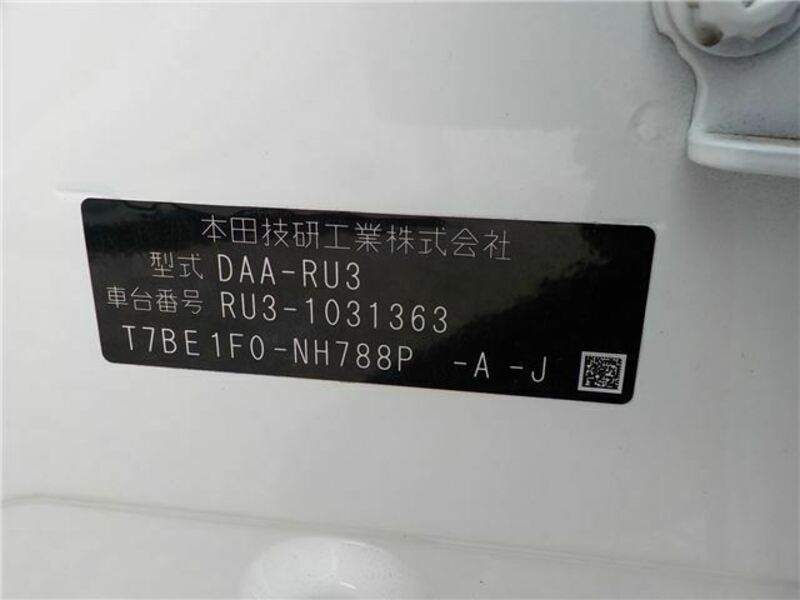 本田技研工業株式会社
型式 DAA-RU3
車台番号 RU3-1031363
T7BE1F0-NH788P -A -J